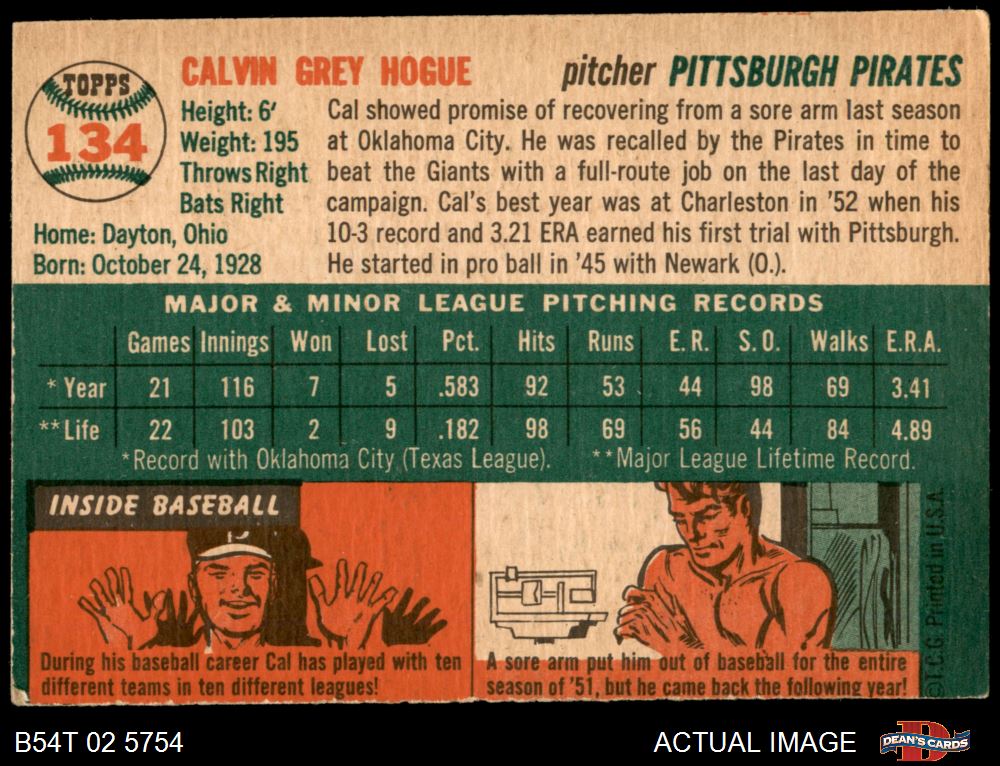 TOPPS
134
CALVIN GREY HOGUE
pitcher PITTSBURGH PIRATES
Height: 6'
Weight: 195
Throws Right
Bats Right
Home: Dayton, Ohio
Born: October 24, 1928
Cal showed promise of recovering from a sore arm last season
at Oklahoma City. He was recalled by the Pirates in time to
beat the Giants with a full-route job on the last day of the
campaign. Cal's best year was at Charleston in '52 when his
10-3 record and 3.21 ERA earned his first trial with Pittsburgh.
He started in pro ball in '45 with Newark (O.).
MAJOR & MINOR LEAGUE PITCHING RECORDS
Games Innings Won Lost Pct. Hits Runs E. R. S. O. Walks E.R.A.
* Year 21 116 7 5 .583 92 53 44 98 69 3.41
** Life 22 103 2 9 .182 98 69 56 44 84 4.89
*Record with Oklahoma City (Texas League). **Major League Lifetime Record.
INSIDE BASEBALL
P
During his baseball career Cal has played with ten
different teams in ten different leagues!
A sore arm put him out of baseball for the entire
season of '51, but he came back the following year!
©T.C.G. Printed in U.S.A.
B54T 02 5754
ACTUAL IMAGE
D
DEAN'S CARDS